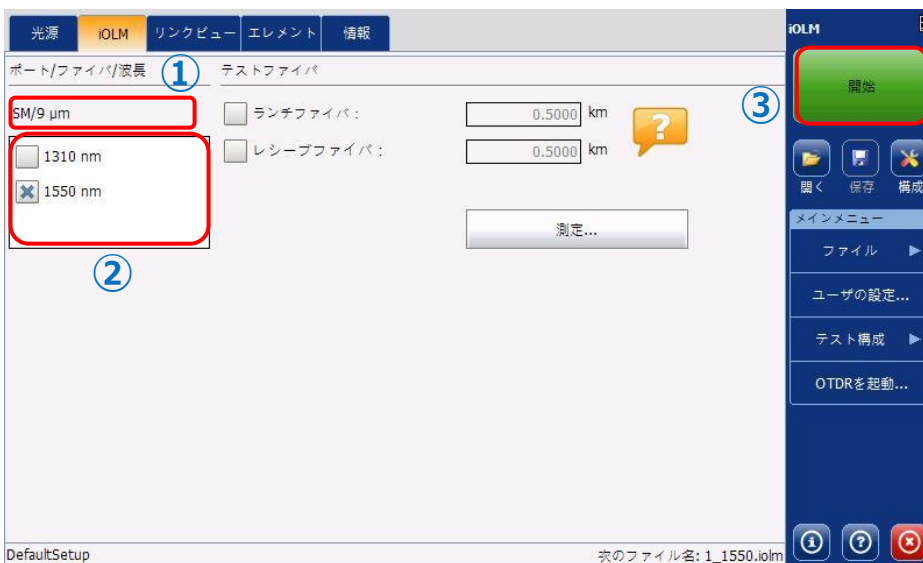 光源 iOLM リンクビュー エレメント 情報
iOLM
ポート/ファイバ/波長 ① テストファイバ
SM/9 µm
ランチファイバ: 0.5000 km
?
③
開始
1310 nm
レシーブファイバ: 0.5000 km
1550 nm
開く 保存 構成
測定...
②
メインメニュー
ファイル
ユーザの設定...
テスト構成
OTDRを起動...
DefaultSetup
次のファイル名: 1_1550.iolm
i ? ×